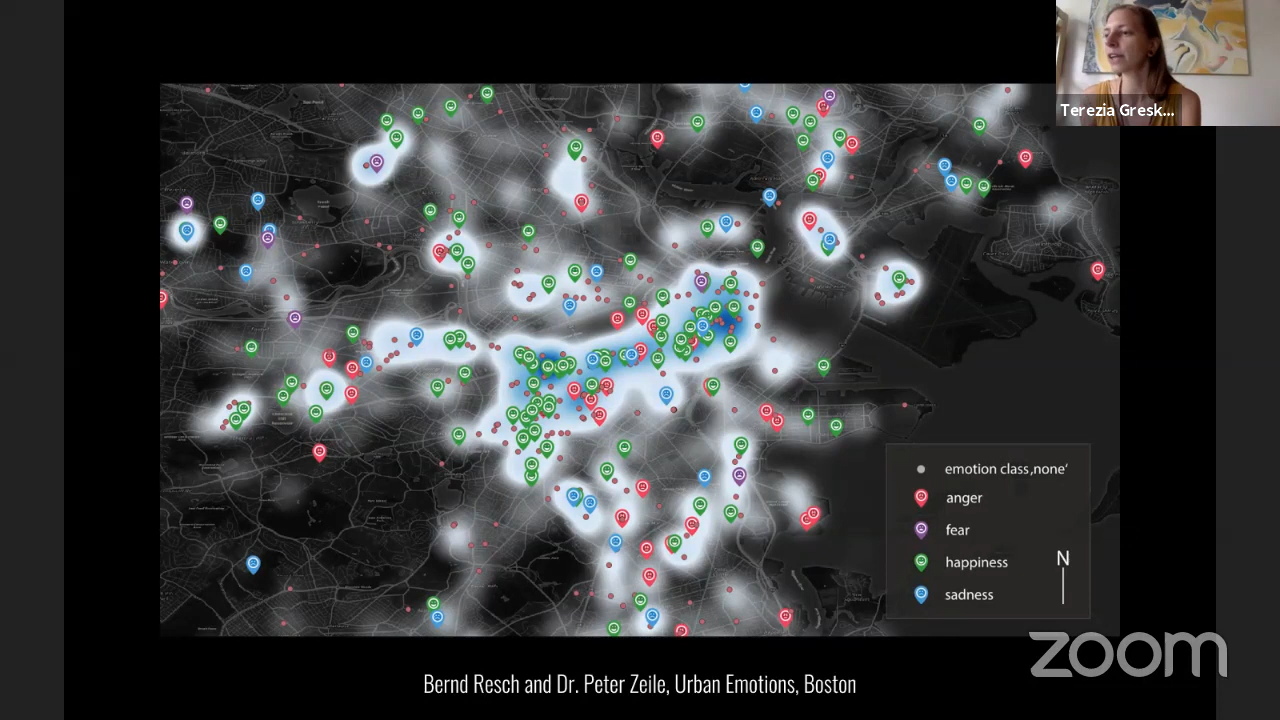 Terezia Gresk...
emotion class‚none’
anger
fear
happiness
sadness
N
zoom
Bernd Resch and Dr. Peter Zeile, Urban Emotions, Boston